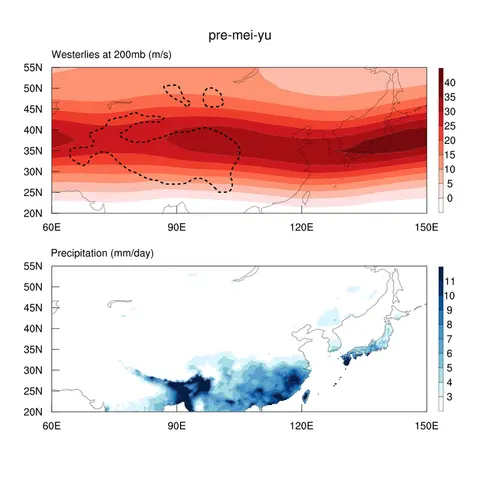 pre-mei-yu
Westerlies at 200mb (m/s)
55N
50N
45N
40N
35N
30N
25N
20N
60E
90E
120E
150E
40
35
30
25
20
15
10
5
0
Precipitation (mm/day)
55N
50N
45N
40N
35N
30N
25N
20N
60E
90E
120E
150E
11
10
9
8
7
6
5
4
3